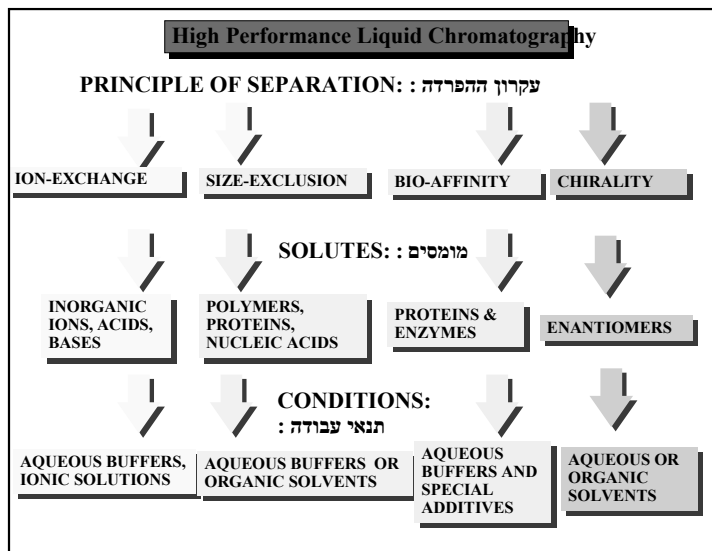 High Performance Liquid Chromatography
PRINCIPLE OF SEPARATION: : עקרון ההפרדה
ION-EXCHANGE
SIZE-EXCLUSION
BIO-AFFINITY
CHIRALITY
SOLUTES: : מומסים
INORGANIC
IONS, ACIDS,
BASES
POLYMERS,
PROTEINS,
NUCLEIC ACIDS
PROTEINS &
ENZYMES
ENANTIOMERS
CONDITIONS:
תנאי עבודה :
AQUEOUS BUFFERS,
IONIC SOLUTIONS
AQUEOUS BUFFERS OR
ORGANIC SOLVENTS
AQUEOUS
BUFFERS AND
SPECIAL
ADDITIVES
AQUEOUS OR
ORGANIC
SOLVENTS